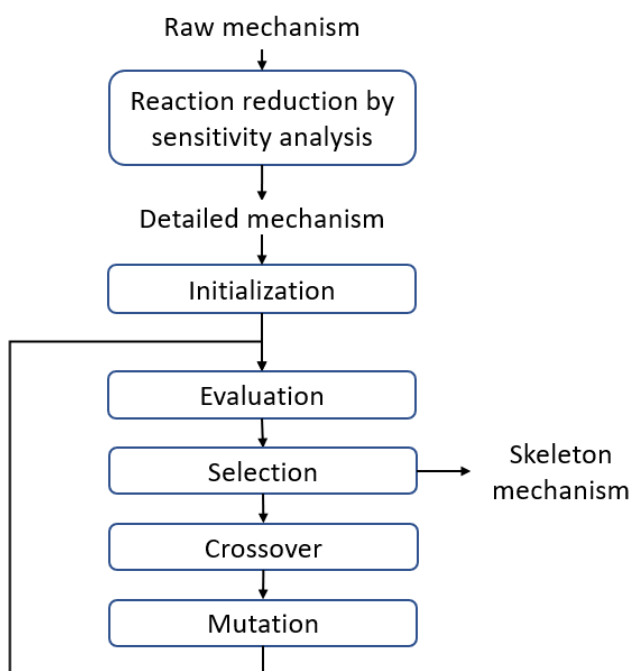 Raw mechanism
Reaction reduction by
sensitivity analysis
Detailed mechanism
Initialization
Evaluation
Selection
Skeleton
mechanism
Crossover
Mutation